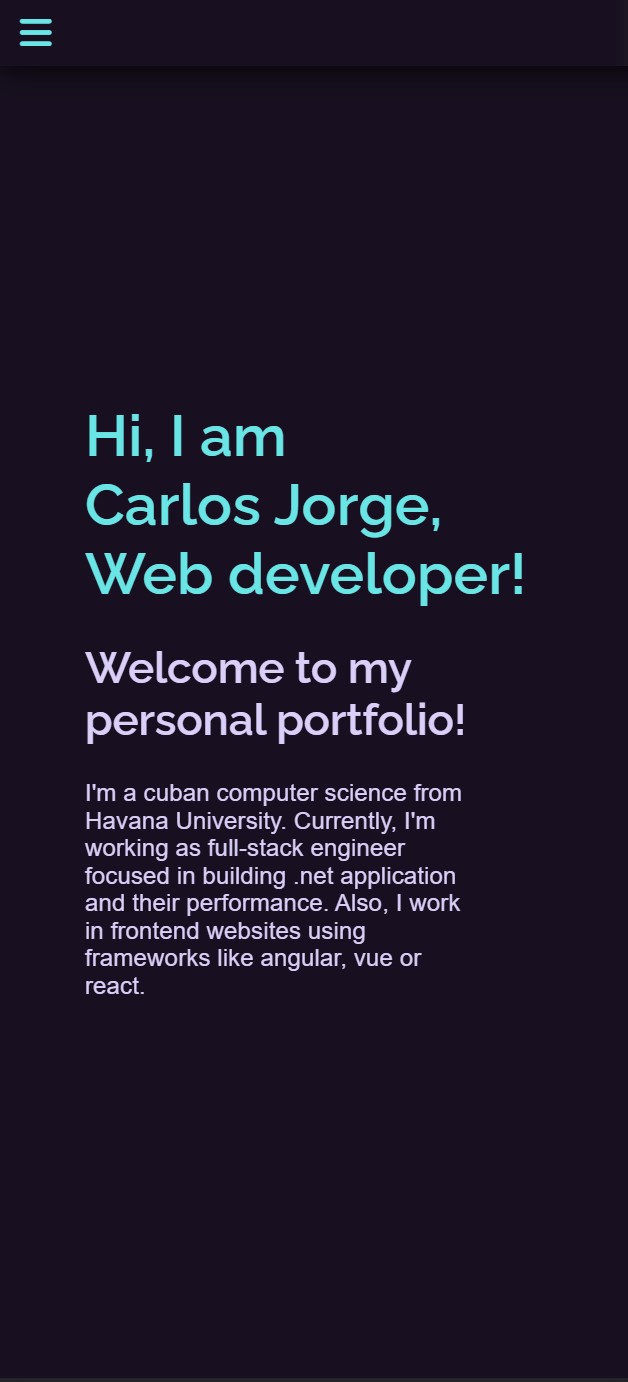 Hi, I am
Carlos Jorge,
Web developer!
Welcome to my
personal portfolio!
I'm a cuban computer science from
Havana University. Currently, I'm
working as full-stack engineer
focused in building .net application
and their performance. Also, I work
in frontend websites using
frameworks like angular, vue or
react.